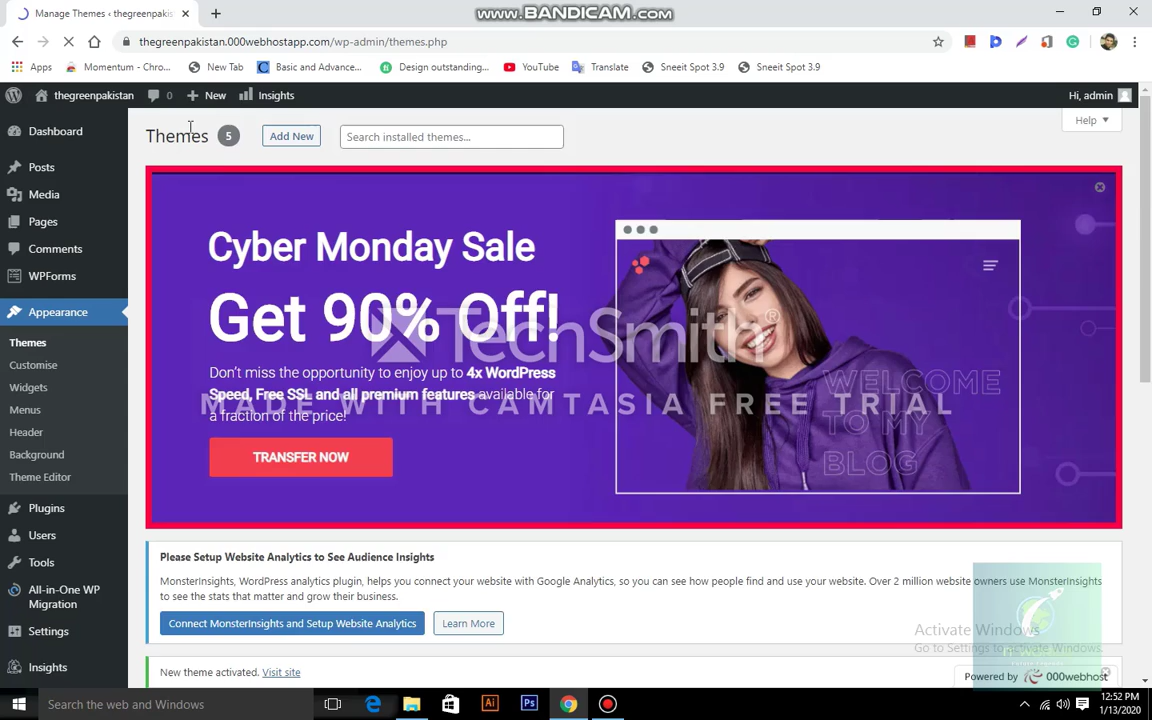 Manage Themes ‹ thegreenpakis
www.BANDICAM.com
thegreenpakistan.000webhostapp.com/wp-admin/themes.php
Apps
Momentum - Chro...
New Tab
Basic and Advance...
Design outstanding...
YouTube
Translate
Sneeit Spot 3.9
Sneeit Spot 3.9
thegreenpakistan
0
New
Insights
Hi, admin
Dashboard
Posts
Media
Pages
Comments
WPForms
Appearance
Themes
Customise
Widgets
Menus
Header
Background
Theme Editor
Plugins
Users
Tools
All-in-One WP
Migration
Settings
Insights
Themes 5
Add New
Search installed themes...
Help
Cyber Monday Sale
Get 90% Off!
Don't miss the opportunity to enjoy up to 4x WordPress
Speed, Free SSL and all premium features available for
a fraction of the price!
TRANSFER NOW
WELCOME
TO MY
BLOG
TechSmith®
MADE WITH CAMTASIA FREE TRIAL
Please Setup Website Analytics to See Audience Insights
MonsterInsights, WordPress analytics plugin, helps you connect your website with Google Analytics, so you can see how people find and use your website. Over 2 million website owners use MonsterInsights
to see the stats that matter and grow their business.
Connect MonsterInsights and Setup Website Analytics
Learn More
New theme activated. Visit site
Activate Windows
Go to Settings to activate Windows.
Powered by 000webhost
Search the web and Windows
Ai
Ps
12:52 PM
1/13/2020